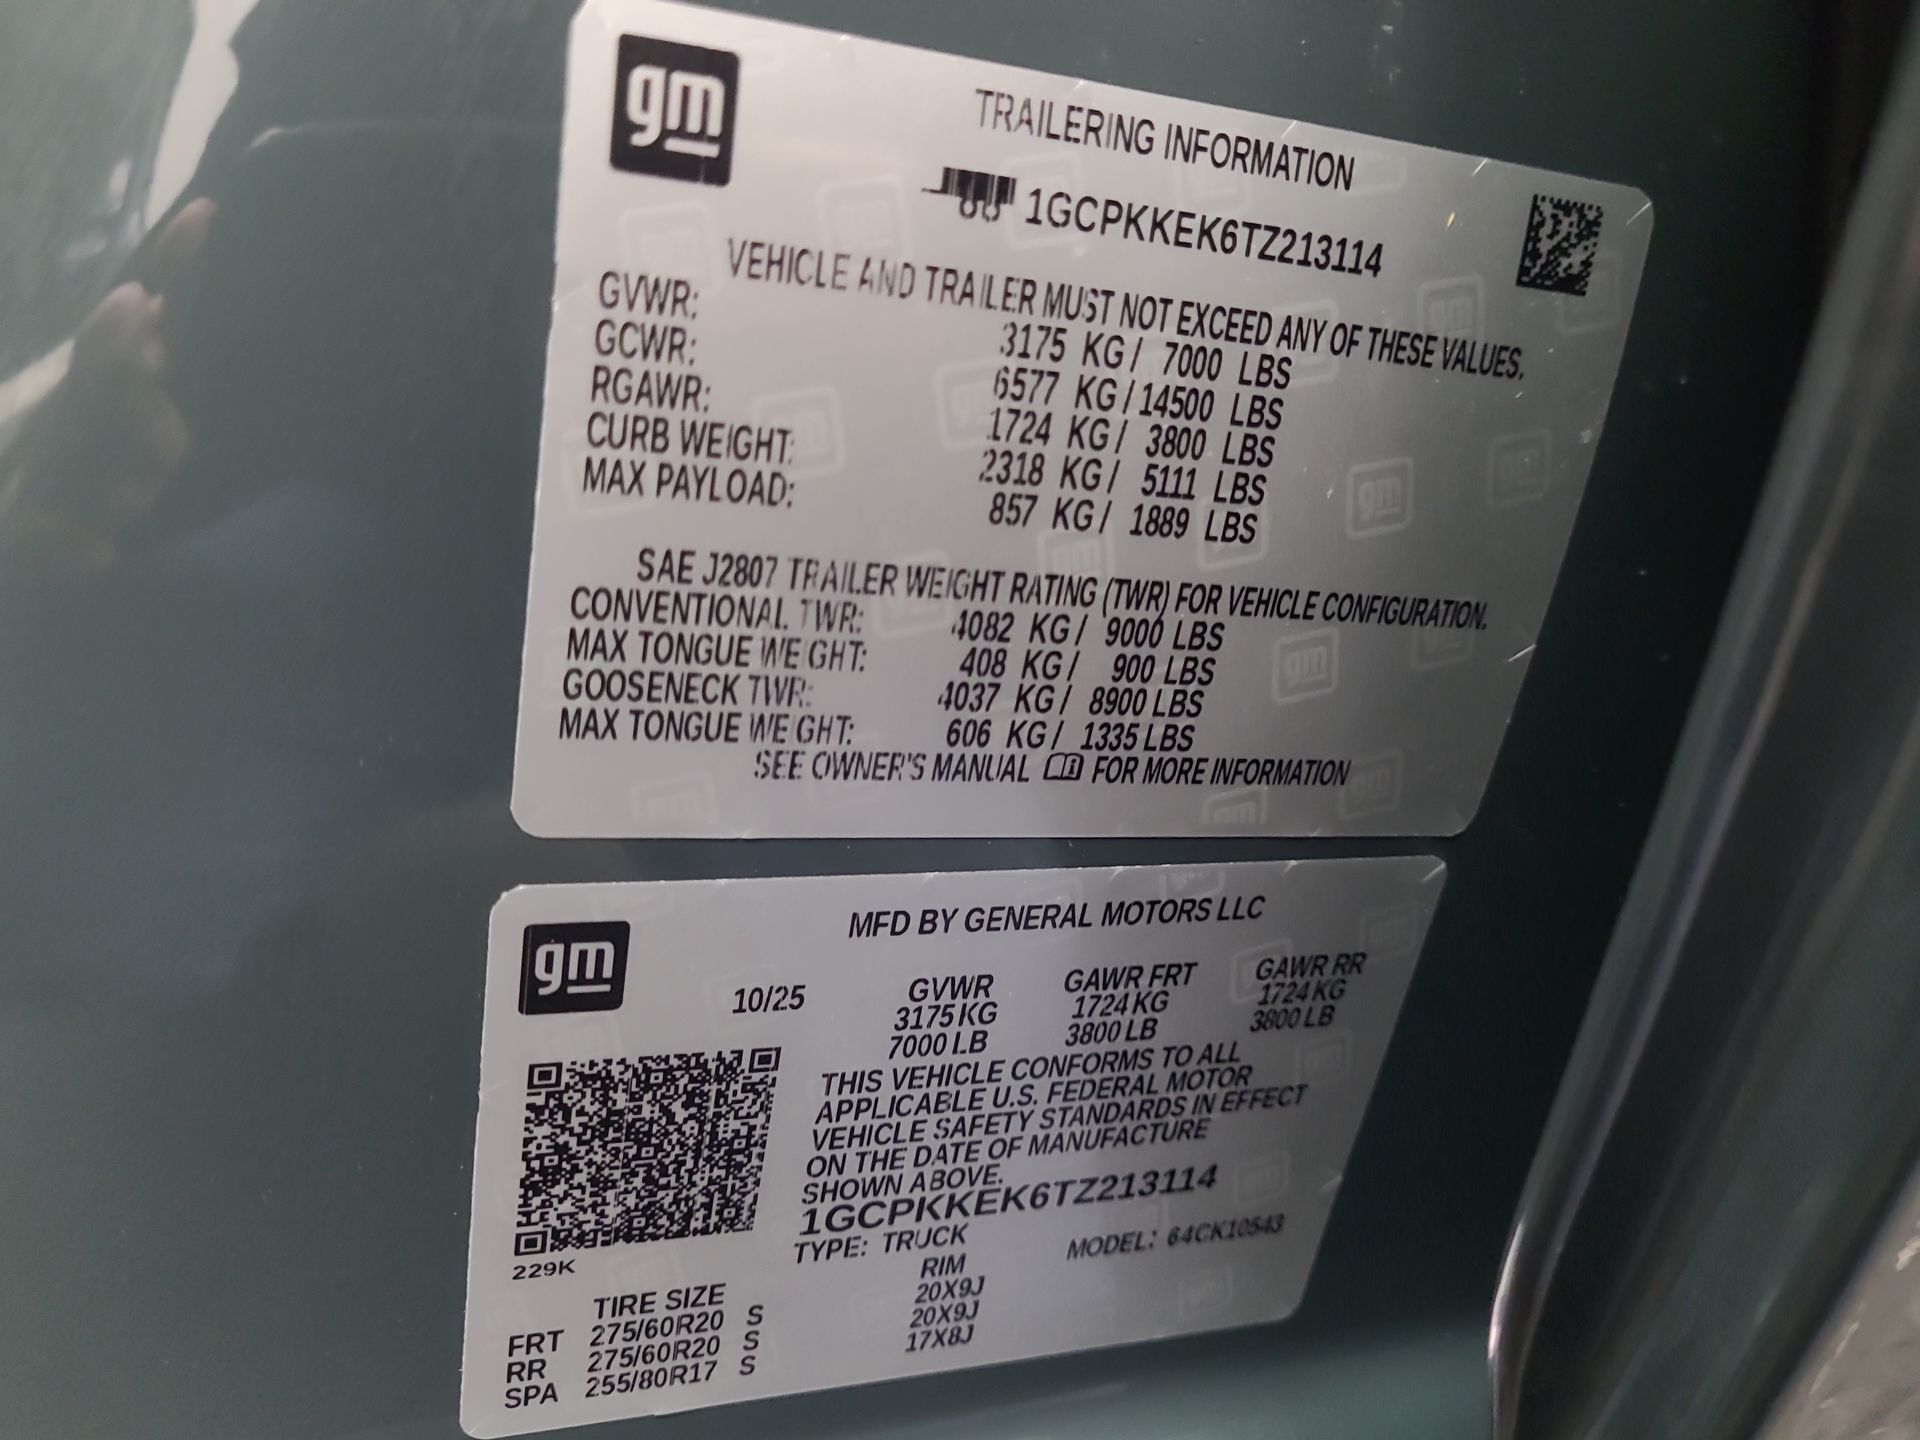 gm
TRAILERING INFORMATION
1GCPKKEK6TZ213114
VEHICLE AND TRAILER MUST NOT EXCEED ANY OF THESE VALUES.
GVWR: 3175 KG / 7000 LBS
GCWR: 6577 KG / 14500 LBS
RGAWR: 1724 KG / 3800 LBS
CURB WEIGHT: 2318 KG / 5111 LBS
MAX PAYLOAD: 857 KG / 1889 LBS
SAE J2807 TRAILER WEIGHT RATING (TWR) FOR VEHICLE CONFIGURATION.
CONVENTIONAL TWR: 4082 KG / 9000 LBS
MAX TONGUE WEIGHT: 408 KG / 900 LBS
GOOSENECK TWR: 4037 KG / 8900 LBS
MAX TONGUE WEIGHT: 606 KG / 1335 LBS
SEE OWNER'S MANUAL FOR MORE INFORMATION
gm
MFD BY GENERAL MOTORS LLC
10/25 GVWR GAWR FRT GAWR RR
3175 KG 1724 KG 1724 KG
7000 LB 3800 LB 3800 LB
THIS VEHICLE CONFORMS TO ALL
APPLICABLE U.S. FEDERAL MOTOR
VEHICLE SAFETY STANDARDS IN EFFECT
ON THE DATE OF MANUFACTURE
SHOWN ABOVE.
1GCPKKEK6TZ213114
TYPE: TRUCK MODEL: 64CK10543
229K
TIRE SIZE RIM
FRT 275/60R20 S 20X9J
RR 275/60R20 S 20X9J
SPA 255/80R17 S 17X8J